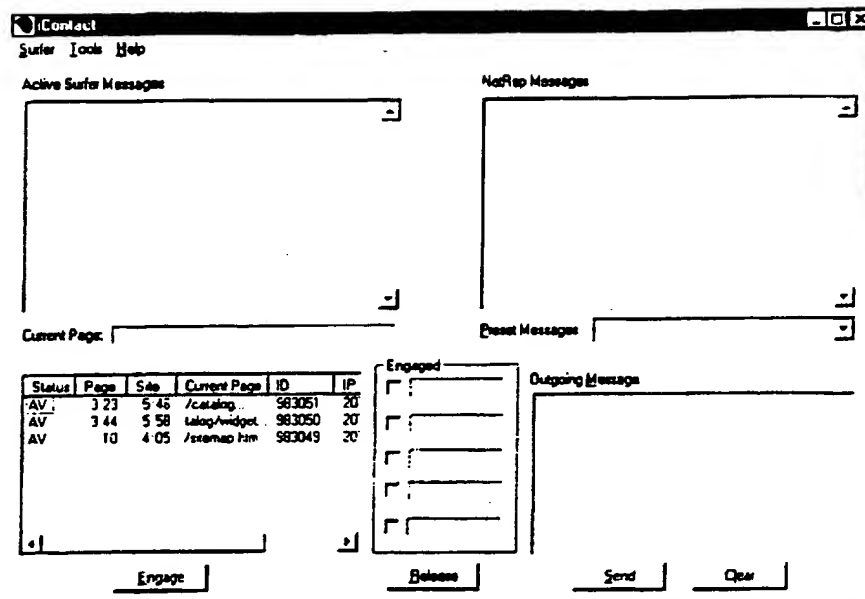 iContact
Surfer Tools Help
Active Surfer Messages
NetRep Messages
Current Page:
Preset Messages
Status Page Site Current Page ID IP
AV 3:23 5:46 /catalog... 983051 20
AV 3:44 5:58 talog/widget.. 983050 20
AV 10 4:05 /sitemap.htm 983049 20
Engaged
Outgoing Message
Engage
Release
Send
Clear